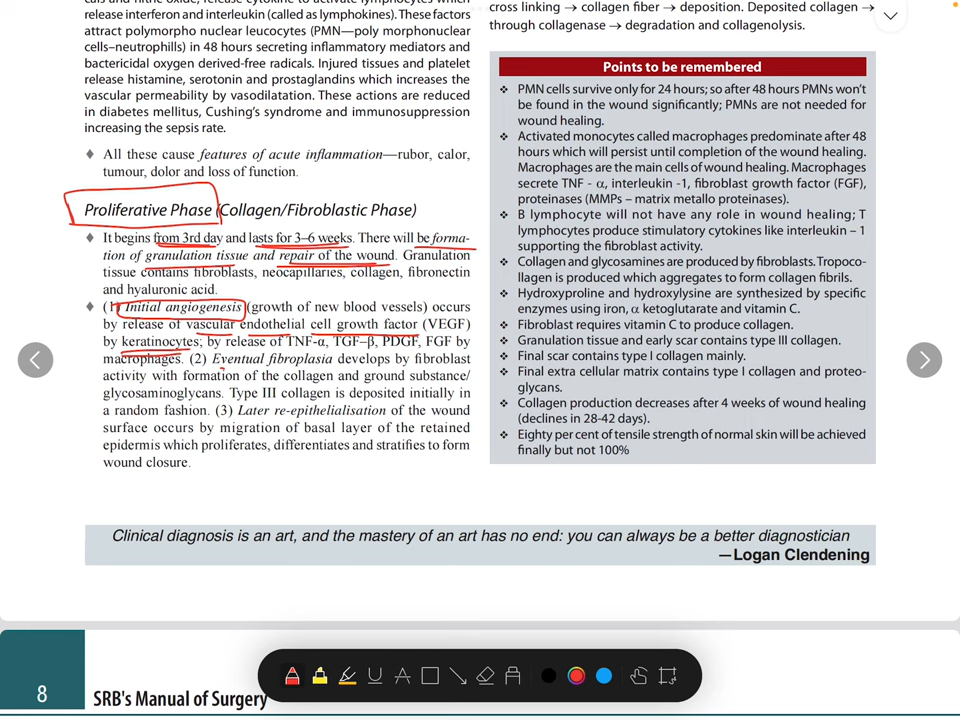 release interferon and interleukin (called as lymphokines). These factors
attract polymorpho nuclear leucocytes (PMN—poly morphonuclear
cells–neutrophills) in 48 hours secreting inflammatory mediators and
bactericidal oxygen derived-free radicals. Injured tissues and platelet
release histamine, serotonin and prostaglandins which increases the
vascular permeability by vasodilatation. These actions are reduced
in diabetes mellitus, Cushing's syndrome and immunosuppression
increasing the sepsis rate.
♦ All these cause features of acute inflammation—rubor, calor,
tumour, dolor and loss of function.
Proliferative Phase (Collagen/Fibroblastic Phase)
♦ It begins from 3rd day and lasts for 3–6 weeks. There will be forma-
tion of granulation tissue and repair of the wound. Granulation
tissue contains fibroblasts, neocapillaries, collagen, fibronectin
and hyaluronic acid.
♦ (1) Initial angiogenesis (growth of new blood vessels) occurs
by release of vascular endothelial cell growth factor (VEGF)
by keratinocytes; by release of TNF-α, TGF–β, PDGF, FGF by
macrophages. (2) Eventual fibroplasia develops by fibroblast
activity with formation of the collagen and ground substance/
glycosaminoglycans. Type III collagen is deposited initially in
a random fashion. (3) Later re-epithelialisation of the wound
surface occurs by migration of basal layer of the retained
epidermis which proliferates, differentiates and stratifies to form
wound closure.
cross linking → collagen fiber → deposition. Deposited collagen →
through collagenase → degradation and collagenolysis.
Points to be remembered
❖ PMN cells survive only for 24 hours; so after 48 hours PMNs won't
be found in the wound significantly; PMNs are not needed for
wound healing.
❖ Activated monocytes called macrophages predominate after 48
hours which will persist until completion of the wound healing.
Macrophages are the main cells of wound healing. Macrophages
secrete TNF - α, interleukin -1, fibroblast growth factor (FGF),
proteinases (MMPs – matrix metallo proteinases).
❖ B lymphocyte will not have any role in wound healing; T
lymphocytes produce stimulatory cytokines like interleukin – 1
supporting the fibroblast activity.
❖ Collagen and glycosamines are produced by fibroblasts. Tropoco-
llagen is produced which aggregates to form collagen fibrils.
❖ Hydroxyproline and hydroxylysine are synthesized by specific
enzymes using iron, α ketoglutarate and vitamin C.
❖ Fibroblast requires vitamin C to produce collagen.
❖ Granulation tissue and early scar contains type III collagen.
❖ Final scar contains type I collagen mainly.
❖ Final extra cellular matrix contains type I collagen and proteo-
glycans.
❖ Collagen production decreases after 4 weeks of wound healing
(declines in 28-42 days).
❖ Eighty per cent of tensile strength of normal skin will be achieved
finally but not 100%
Clinical diagnosis is an art, and the mastery of an art has no end: you can always be a better diagnostician
—Logan Clendening
8
SRB's Manual of Surgery